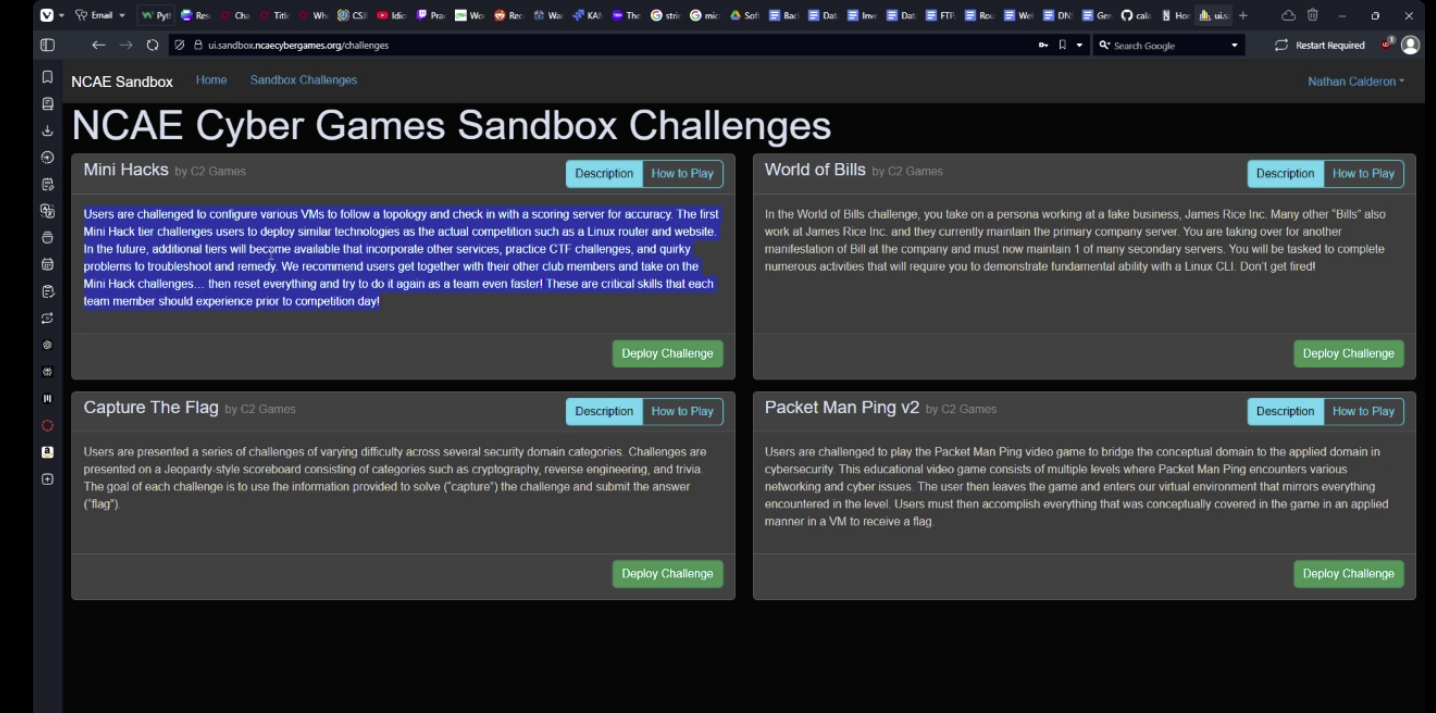 Email
Pyt
Res
Cha
Title
Wh
CSI
Idio
Prac
Wo
Rec
Wa
KAN
The
strin
mic
Soft
Back
Data
Inve
Data
FTP
Rou
Wel
DN
Gen
cale
Hor
ui.sa
ui.sandbox.ncaecybergames.org/challenges
Search Google
Restart Required
NCAE Sandbox Home Sandbox Challenges
Nathan Calderon
NCAE Cyber Games Sandbox Challenges
Mini Hacks by C2 Games
Description How to Play
Users are challenged to configure various VMs to follow a topology and check in with a scoring server for accuracy. The first
Mini Hack tier challenges users to deploy similar technologies as the actual competition such as a Linux router and website.
In the future, additional tiers will become available that incorporate other services, practice CTF challenges, and quirky
problems to troubleshoot and remedy. We recommend users get together with their other club members and take on the
Mini Hack challenges... then reset everything and try to do it again as a team even faster! These are critical skills that each
team member should experience prior to competition day!
Deploy Challenge
World of Bills by C2 Games
Description How to Play
In the World of Bills challenge, you take on a persona working at a fake business, James Rice Inc. Many other "Bills" also
work at James Rice Inc. and they currently maintain the primary company server. You are taking over for another
manifestation of Bill at the company and must now maintain 1 of many secondary servers. You will be tasked to complete
numerous activities that will require you to demonstrate fundamental ability with a Linux CLI. Don't get fired!
Deploy Challenge
Capture The Flag by C2 Games
Description How to Play
Users are presented a series of challenges of varying difficulty across several security domain categories. Challenges are
presented on a Jeopardy-style scoreboard consisting of categories such as cryptography, reverse engineering, and trivia.
The goal of each challenge is to use the information provided to solve ("capture") the challenge and submit the answer
("flag").
Deploy Challenge
Packet Man Ping v2 by C2 Games
Description How to Play
Users are challenged to play the Packet Man Ping video game to bridge the conceptual domain to the applied domain in
cybersecurity. This educational video game consists of multiple levels where Packet Man Ping encounters various
networking and cyber issues. The user then leaves the game and enters our virtual environment that mirrors everything
encountered in the level. Users must then accomplish everything that was conceptually covered in the game in an applied
manner in a VM to receive a flag.
Deploy Challenge